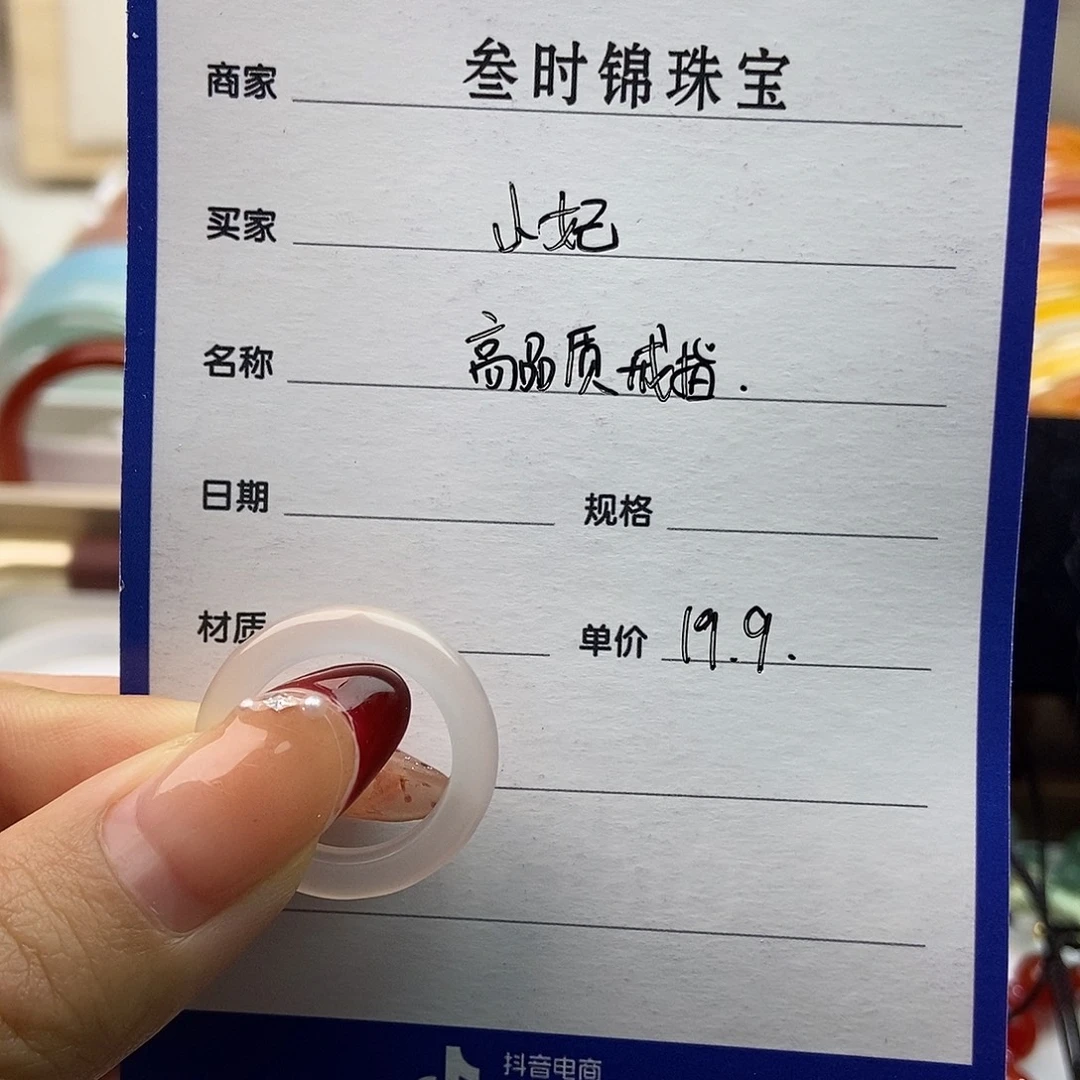 商家 叁时锦珠宝
买家 小妃
名称 高品质戒指.
日期 规格
材质 单价 19.9.
抖音电商